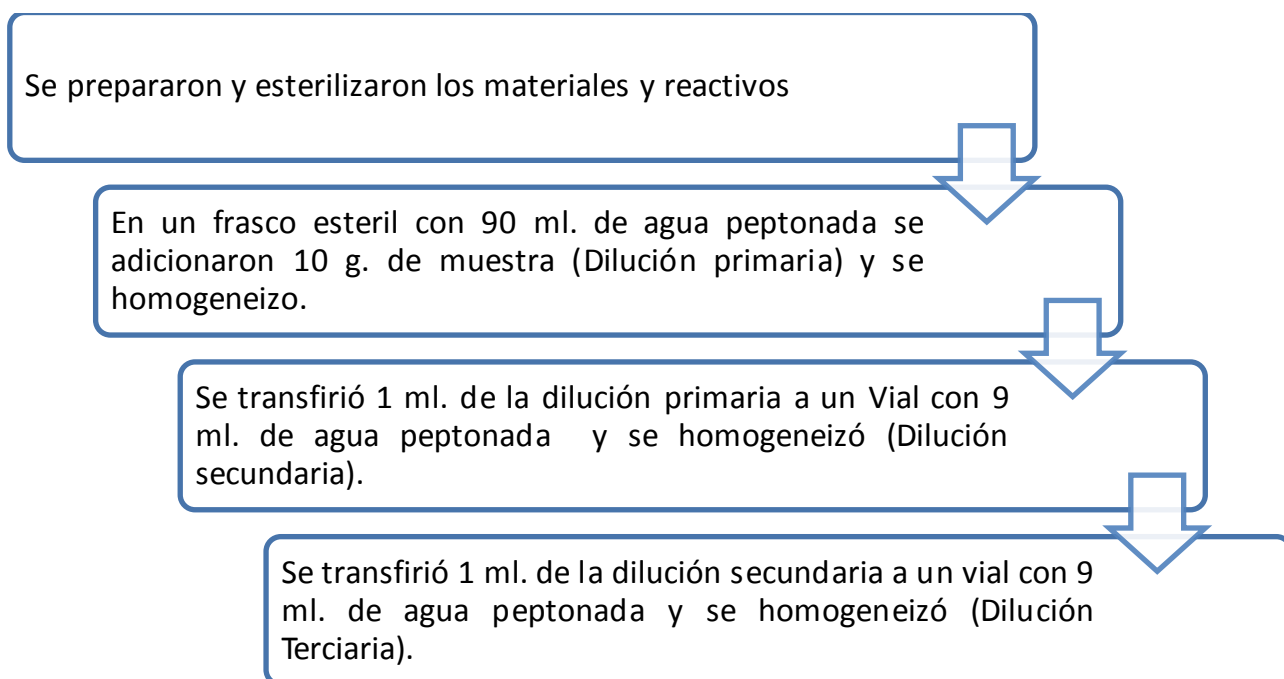 Se prepararon y esterilizaron los materiales y reactivos
En un frasco esteril con 90 ml. de agua peptonada se
adicionaron 10 g. de muestra (Dilución primaria) y se
homogeneizo.
Se transfirió 1 ml. de la dilución primaria a un Vial con 9
ml. de agua peptonada y se homogeneizó (Dilución
secundaria).
Se transfirió 1 ml. de la dilución secundaria a un vial con 9
ml. de agua peptonada y se homogeneizó (Dilución
Terciaria).